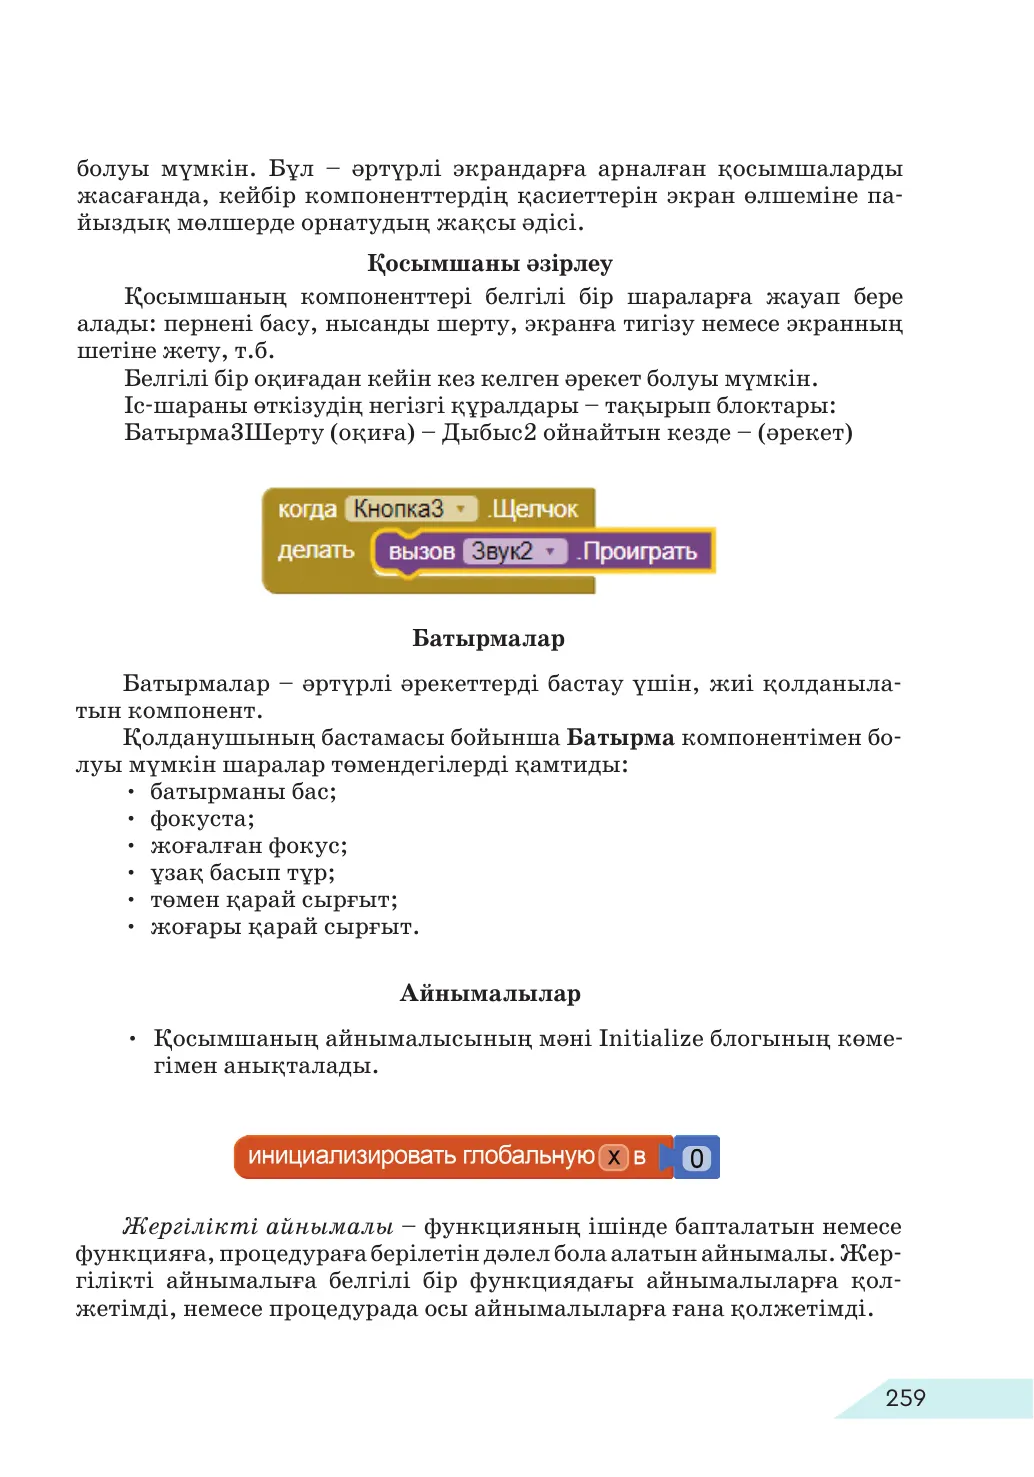 болуы мүмкін. Бұл – әртүрлі экрандарға арналған қосымшаларды
жасағанда, кейбір компоненттердің қасиеттерін экран өлшеміне па-
йыздық мөлшерде орнатудың жақсы әдісі.
Қосымшаны әзірлеу
Қосымшаның компоненттері белгілі бір шараларға жауап бере
алады: пернені басу, нысанды шерту, экранға тигізу немесе экранның
шетіне жету, т.б.
Белгілі бір оқиғадан кейін кез келген әрекет болуы мүмкін.
Іс-шараны өткізудің негізгі құралдары – тақырып блоктары:
Батырма3Шерту (оқиға) – Дыбыс2 ойнайтын кезде – (әрекет)
когда Кнопка3 .Щелчок
делать вызов Звук2 .Проиграть
Батырмалар
Батырмалар – әртүрлі әрекеттерді бастау үшін, жиі қолданыла-
тын компонент.
Қолданушының бастамасы бойынша Батырма компонентімен бо-
луы мүмкін шаралар төмендегілерді қамтиды:
• батырманы бас;
• фокуста;
• жоғалған фокус;
• ұзақ басып тұр;
• төмен қарай сырғыт;
• жоғары қарай сырғыт.
Айнымалылар
• Қосымшаның айнымалысының мәні Initialize блогының көме-
гімен анықталады.
инициализировать глобальную x в 0
Жергілікті айнымалы – функцияның ішінде бапталатын немесе
функцияға, процедураға берілетін дәлел бола алатын айнымалы. Жер-
гілікті айнымалыға белгілі бір функциядағы айнымалыларға қол-
жетімді, немесе процедурада осы айнымалыларға ғана қолжетімді.
259